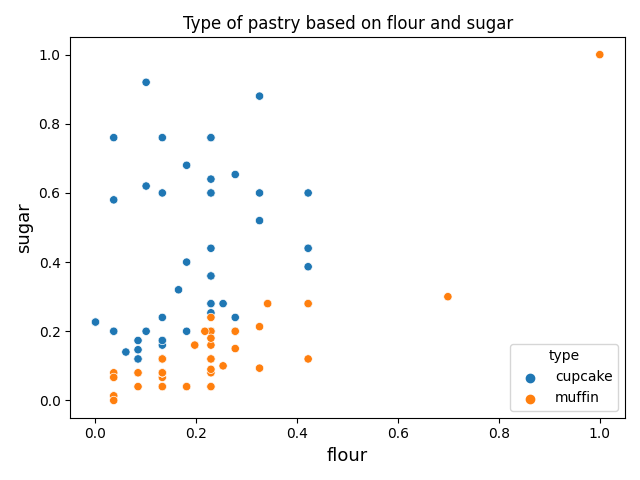 Type of pastry based on flour and sugar
1.0
0.8
0.6
0.4
0.2
0.0
sugar
0.0 0.2 0.4 0.6 0.8 1.0
flour
type
cupcake
muffin